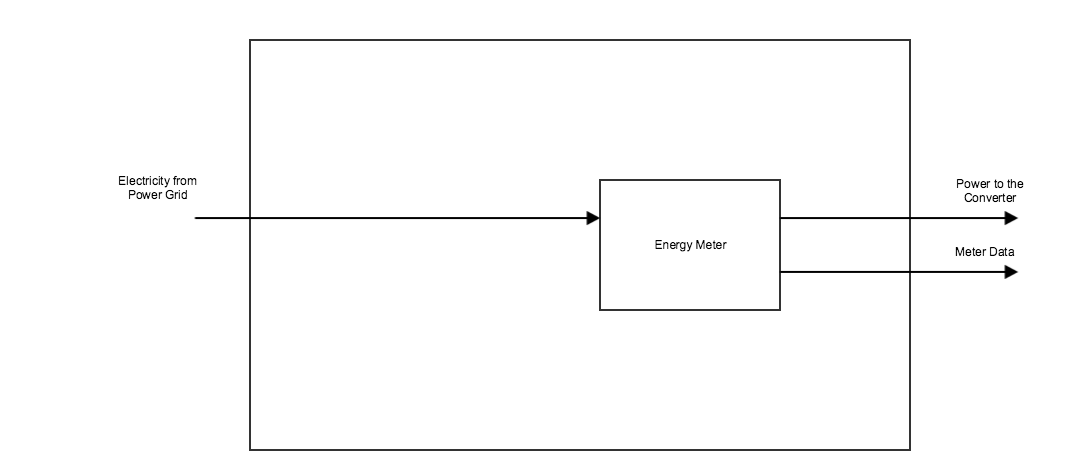 Electricity from
Power Grid
Power to the
Converter
Energy Meter
Meter Data